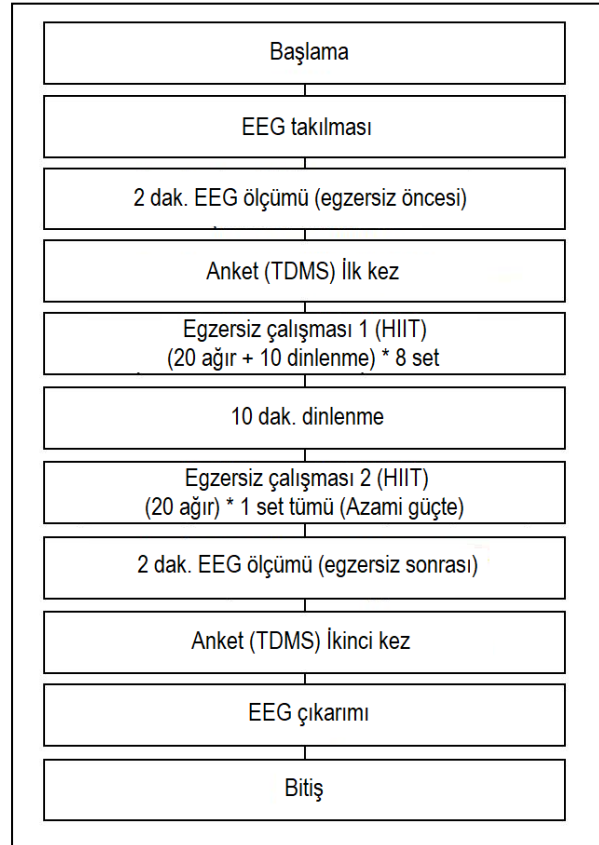 Başlama
EEG takılması
2 dak. EEG ölçümü (egzersiz öncesi)
Anket (TDMS) İlk kez
Egzersiz çalışması 1 (HIIT)
(20 ağır + 10 dinlenme) * 8 set
10 dak. dinlenme
Egzersiz çalışması 2 (HIIT)
(20 ağır) * 1 set tümü (Azami güçte)
2 dak. EEG ölçümü (egzersiz sonrası)
Anket (TDMS) İkinci kez
EEG çıkarımı
Bitiş